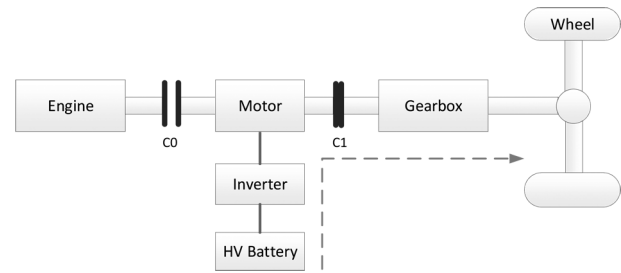 Wheel
Engine
Motor
Gearbox
C0
C1
Inverter
HV Battery